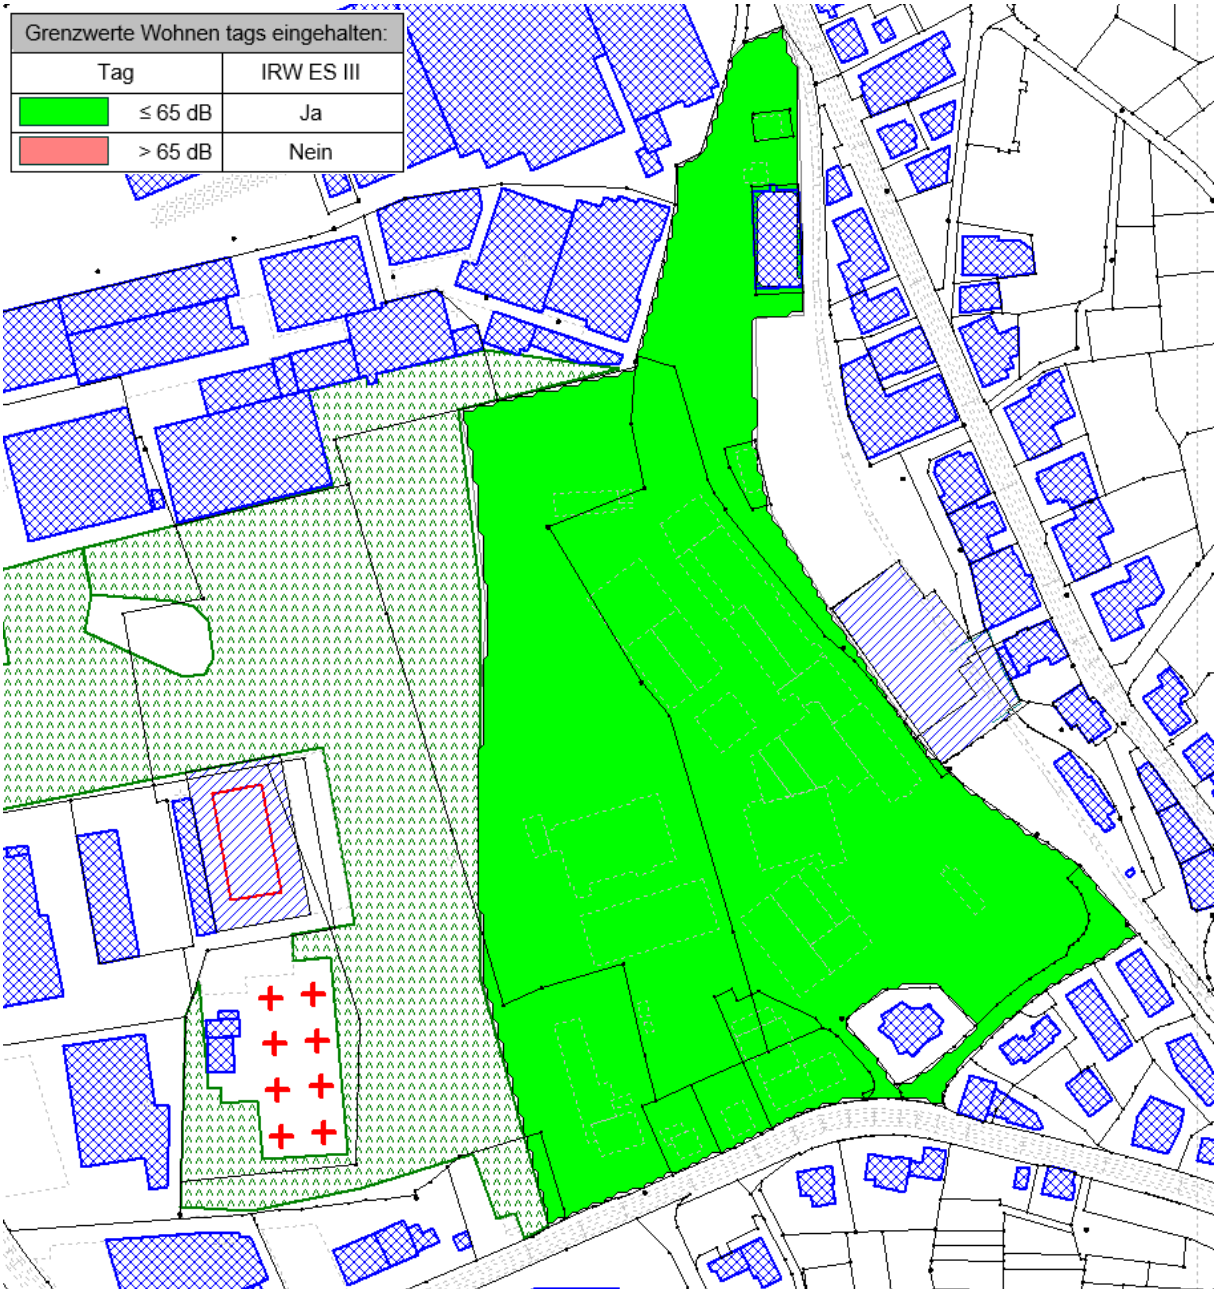 Grenzwerte Wohnen tags eingehalten:
Tag IRW ES III
≤ 65 dB Ja
> 65 dB Nein